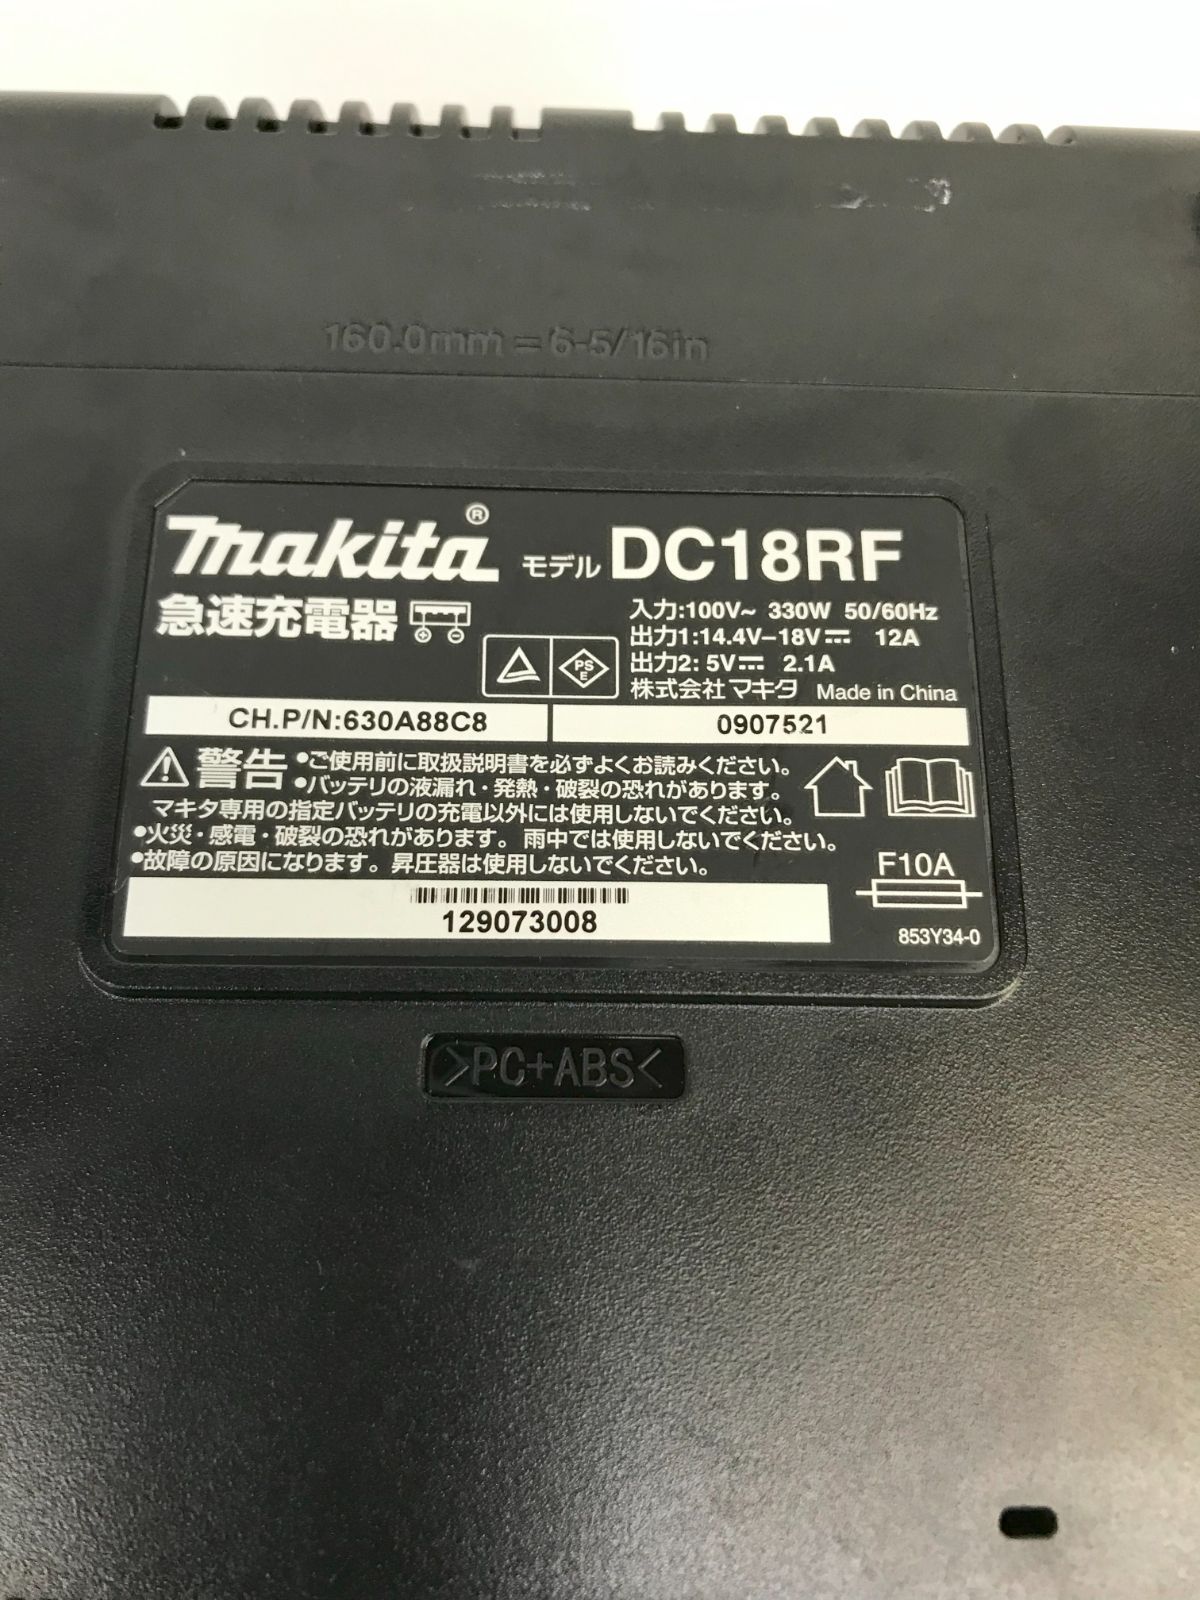 160.0mm = 6-5/16in
makita® モデル DC18RF
急速充電器
入力:100V~ 330W 50/60Hz
出力1:14.4V-18V⎓ 12A
出力2: 5V⎓ 2.1A
PS
E
株式会社マキタ Made in China
CH.P/N:630A88C8
0907521
警告 •ご使用前に取扱説明書を必ずよくお読みください。
•バッテリの液漏れ・発熱・破裂の恐れがあります。
マキタ専用の指定バッテリの充電以外には使用しないでください。
•火災・感電・破裂の恐れがあります。雨中では使用しないでください。
•故障の原因になります。昇圧器は使用しないでください。
F10A
129073008
853Y34-0
>PC+ABS<